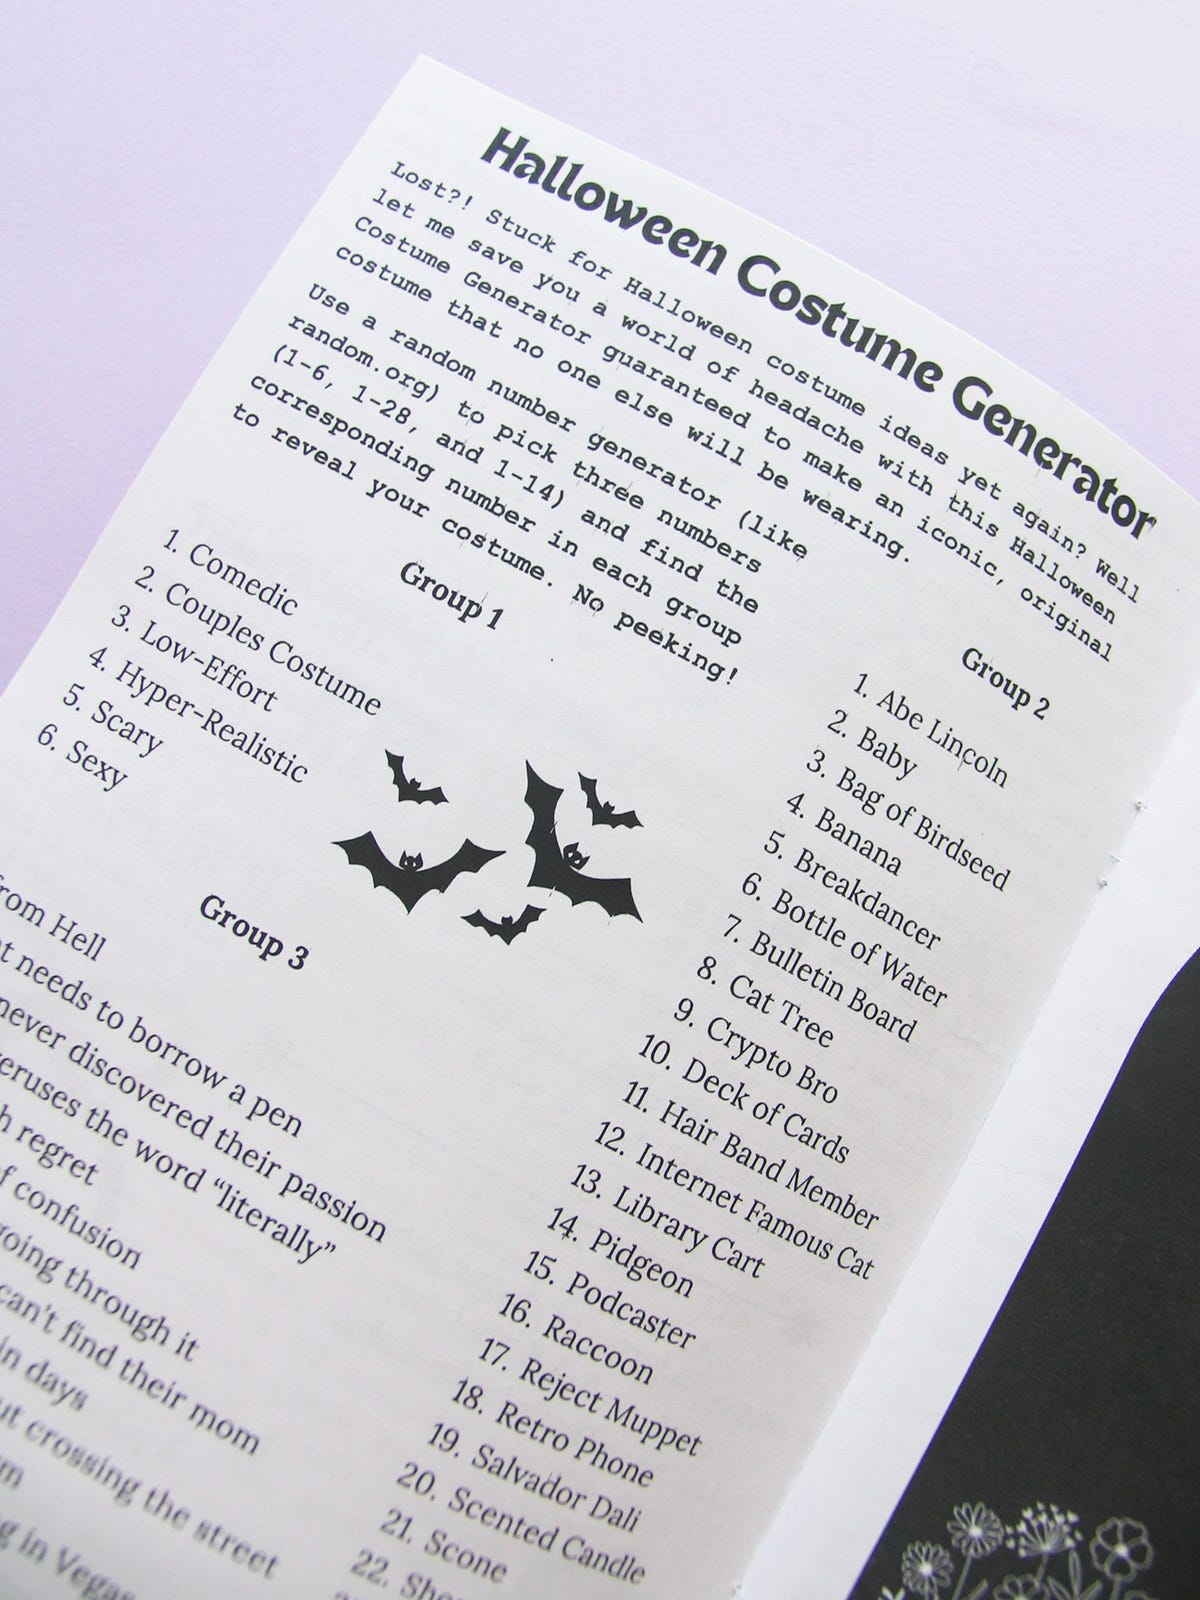 Halloween Costume Generator
Lost?! Stuck for Halloween costume ideas yet again? Well
let me save you a world of headache with this Halloween
Costume Generator guaranteed to make an iconic, original
costume that no one else will be wearing.
Use a random number generator (like
random.org) to pick three numbers
(1-6, 1-28, and 1-14) and find the
corresponding number in each group
to reveal your costume. No peeking!
Group 1
1. Comedic
2. Couples Costume
3. Low-Effort
4. Hyper-Realistic
5. Scary
6. Sexy
Group 2
1. Abe Lincoln
2. Baby
3. Bag of Birdseed
4. Banana
5. Breakdancer
6. Bottle of Water
7. Bulletin Board
8. Cat Tree
9. Crypto Bro
10. Deck of Cards
11. Hair Band Member
12. Internet Famous Cat
13. Library Cart
14. Pidgeon
15. Podcaster
16. Raccoon
17. Reject Muppet
18. Retro Phone
19. Salvador Dali
20. Scented Candle
21. Scone
22.
Group 3
from Hell
needs to borrow a pen
never discovered their passion
the word “literally”
regret
of confusion
going through it
can't find their mom
in days
crossing the street
in Vegas